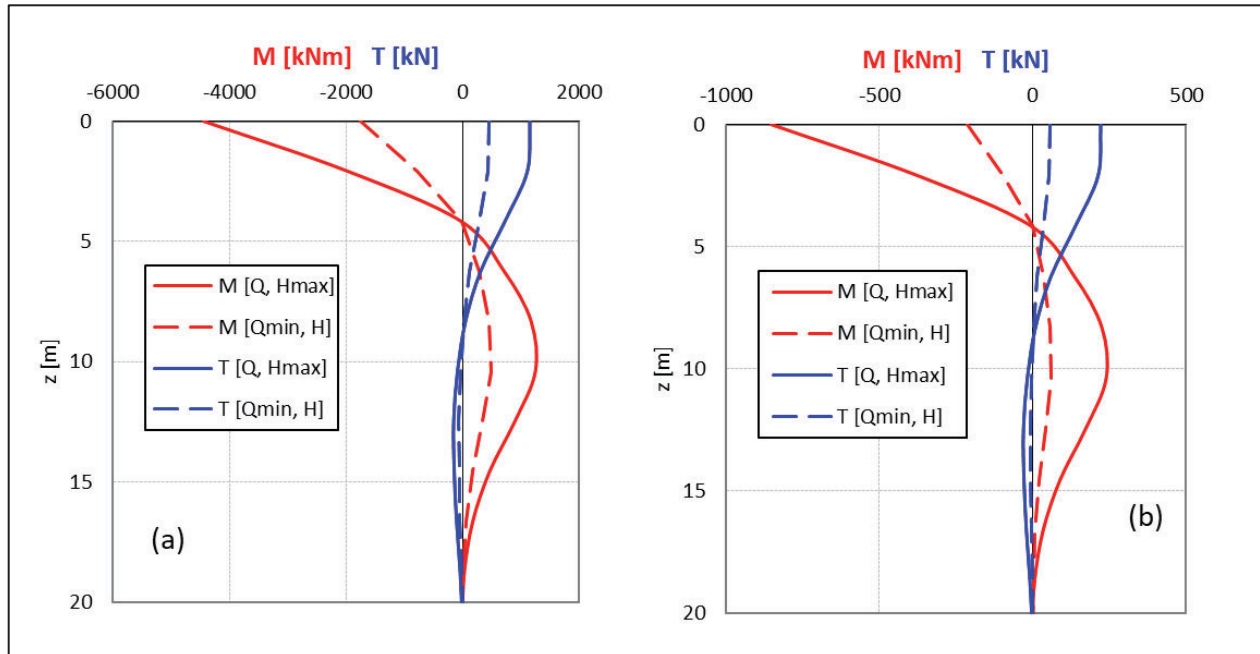 M [kNm] T [kN]
-6000 -4000 -2000 0 2000
0
5
10
15
20
z [m]
M [Q, Hmax]
M [Qmin, H]
T [Q, Hmax]
T [Qmin, H]
(a)
M [kNm] T [kN]
-1000 -500 0 500
0
5
10
15
20
z [m]
M [Q, Hmax]
M [Qmin, H]
T [Q, Hmax]
T [Qmin, H]
(b)